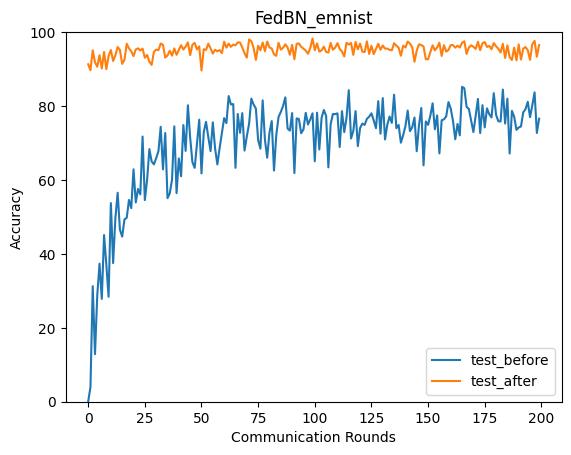 FedBN_emnist
Accuracy
100
80
60
40
20
0
0 25 50 75 100 125 150 175 200
Communication Rounds
test_before
test_after